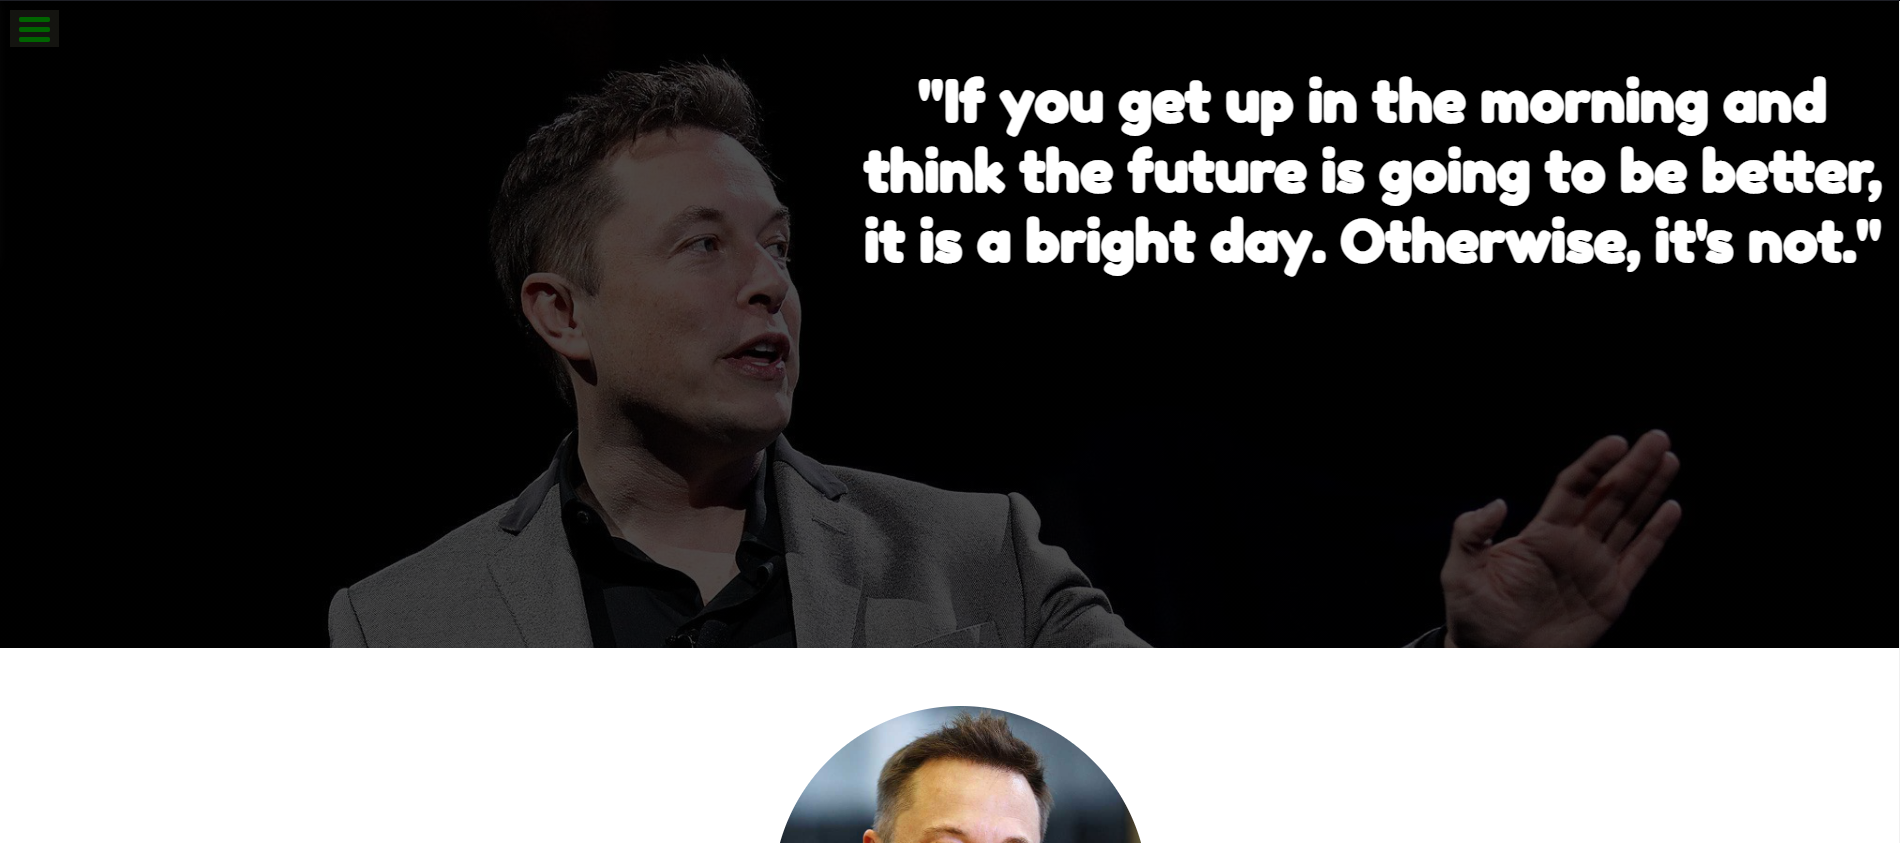 "If you get up in the morning and
think the future is going to be better,
it is a bright day. Otherwise, it's not."